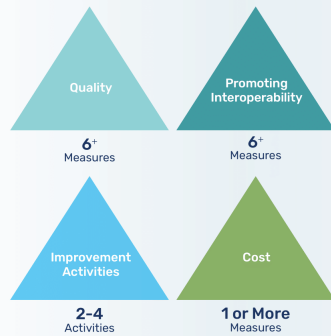 Quality
Promoting
Interoperability
6+
Measures
6+
Measures
Improvement
Activities
Cost
2-4
Activities
1 or More
Measures